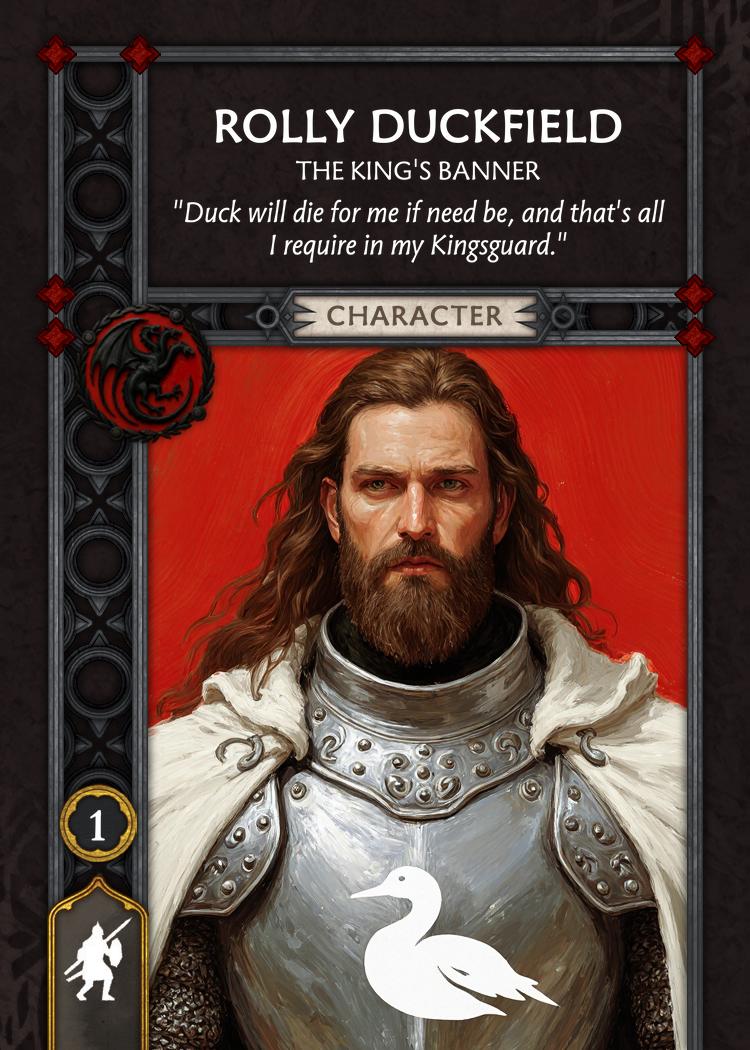 ROLLY DUCKFIELD
THE KING'S BANNER
"Duck will die for me if need be, and that's all
I require in my Kingsguard."
CHARACTER
1